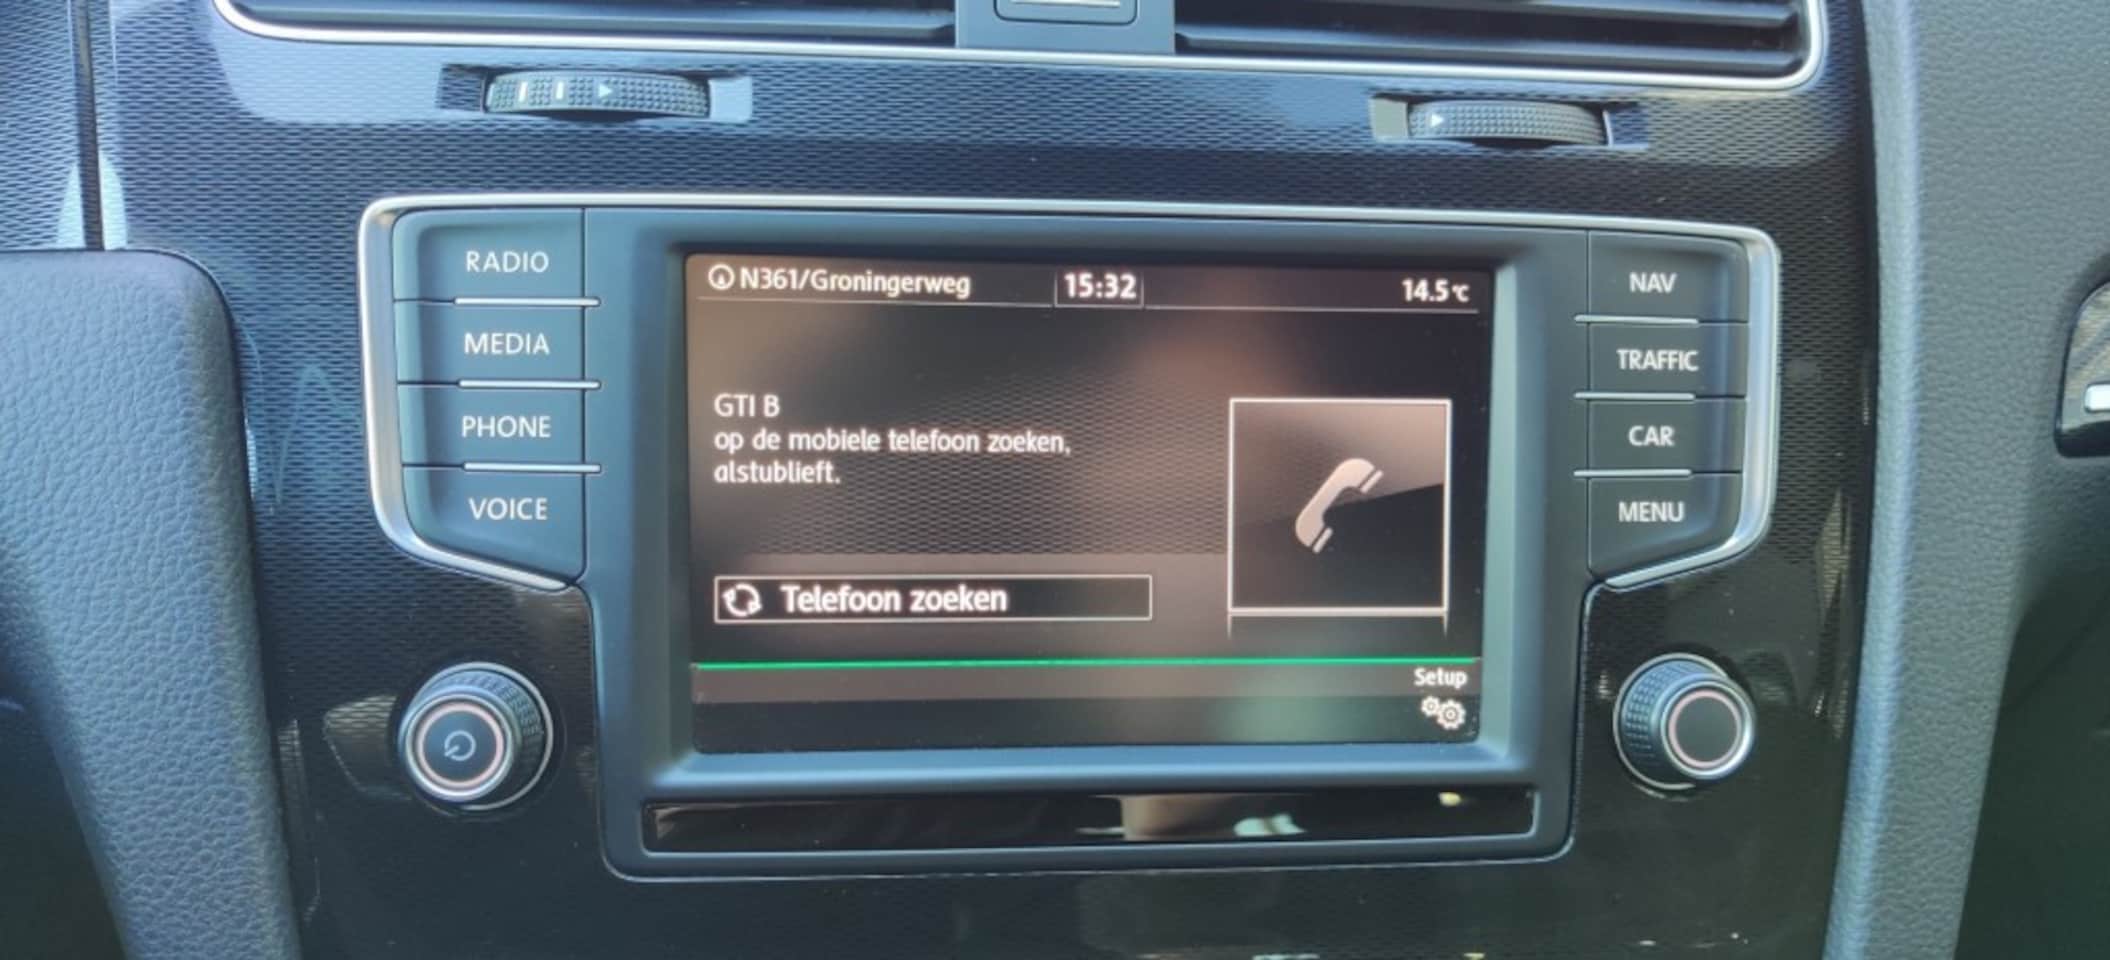 RADIO
MEDIA
PHONE
VOICE
N361/Groningerweg
15:32
14.5°C
GTI B
op de mobiele telefoon zoeken,
alstublieft.
Telefoon zoeken
Setup
NAV
TRAFFIC
CAR
MENU